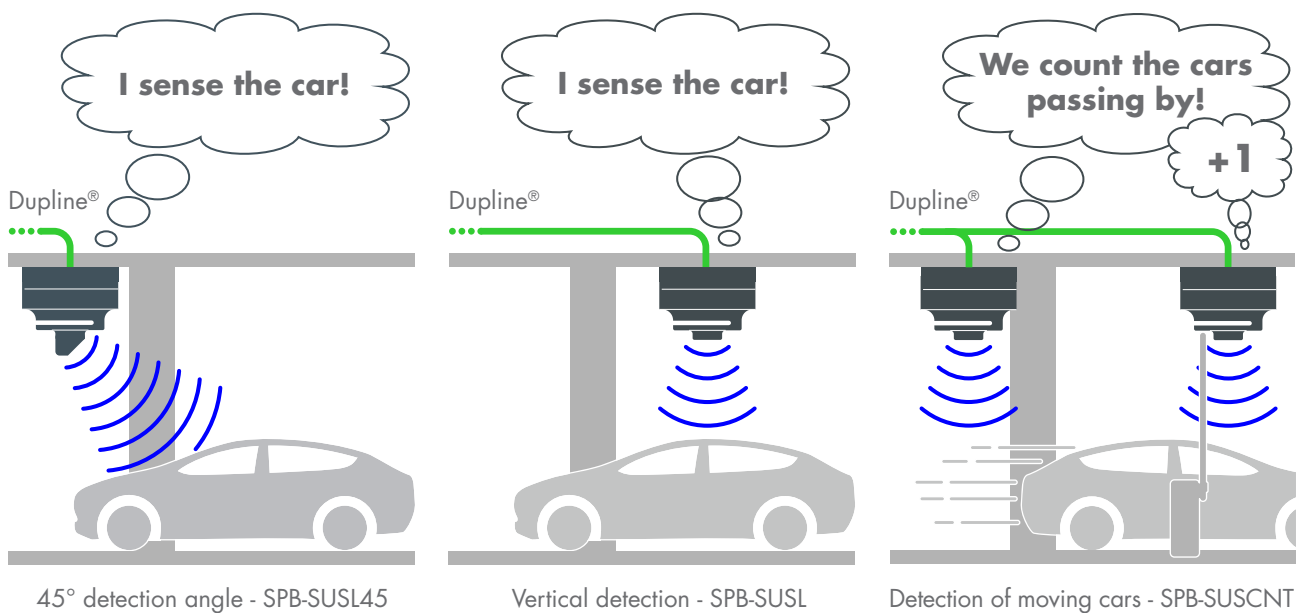 I sense the car!
I sense the car!
We count the cars
passing by!
+1
Dupline®
Dupline®
Dupline®
45° detection angle - SPB-SUSL45
Vertical detection - SPB-SUSL
Detection of moving cars - SPB-SUSCNT